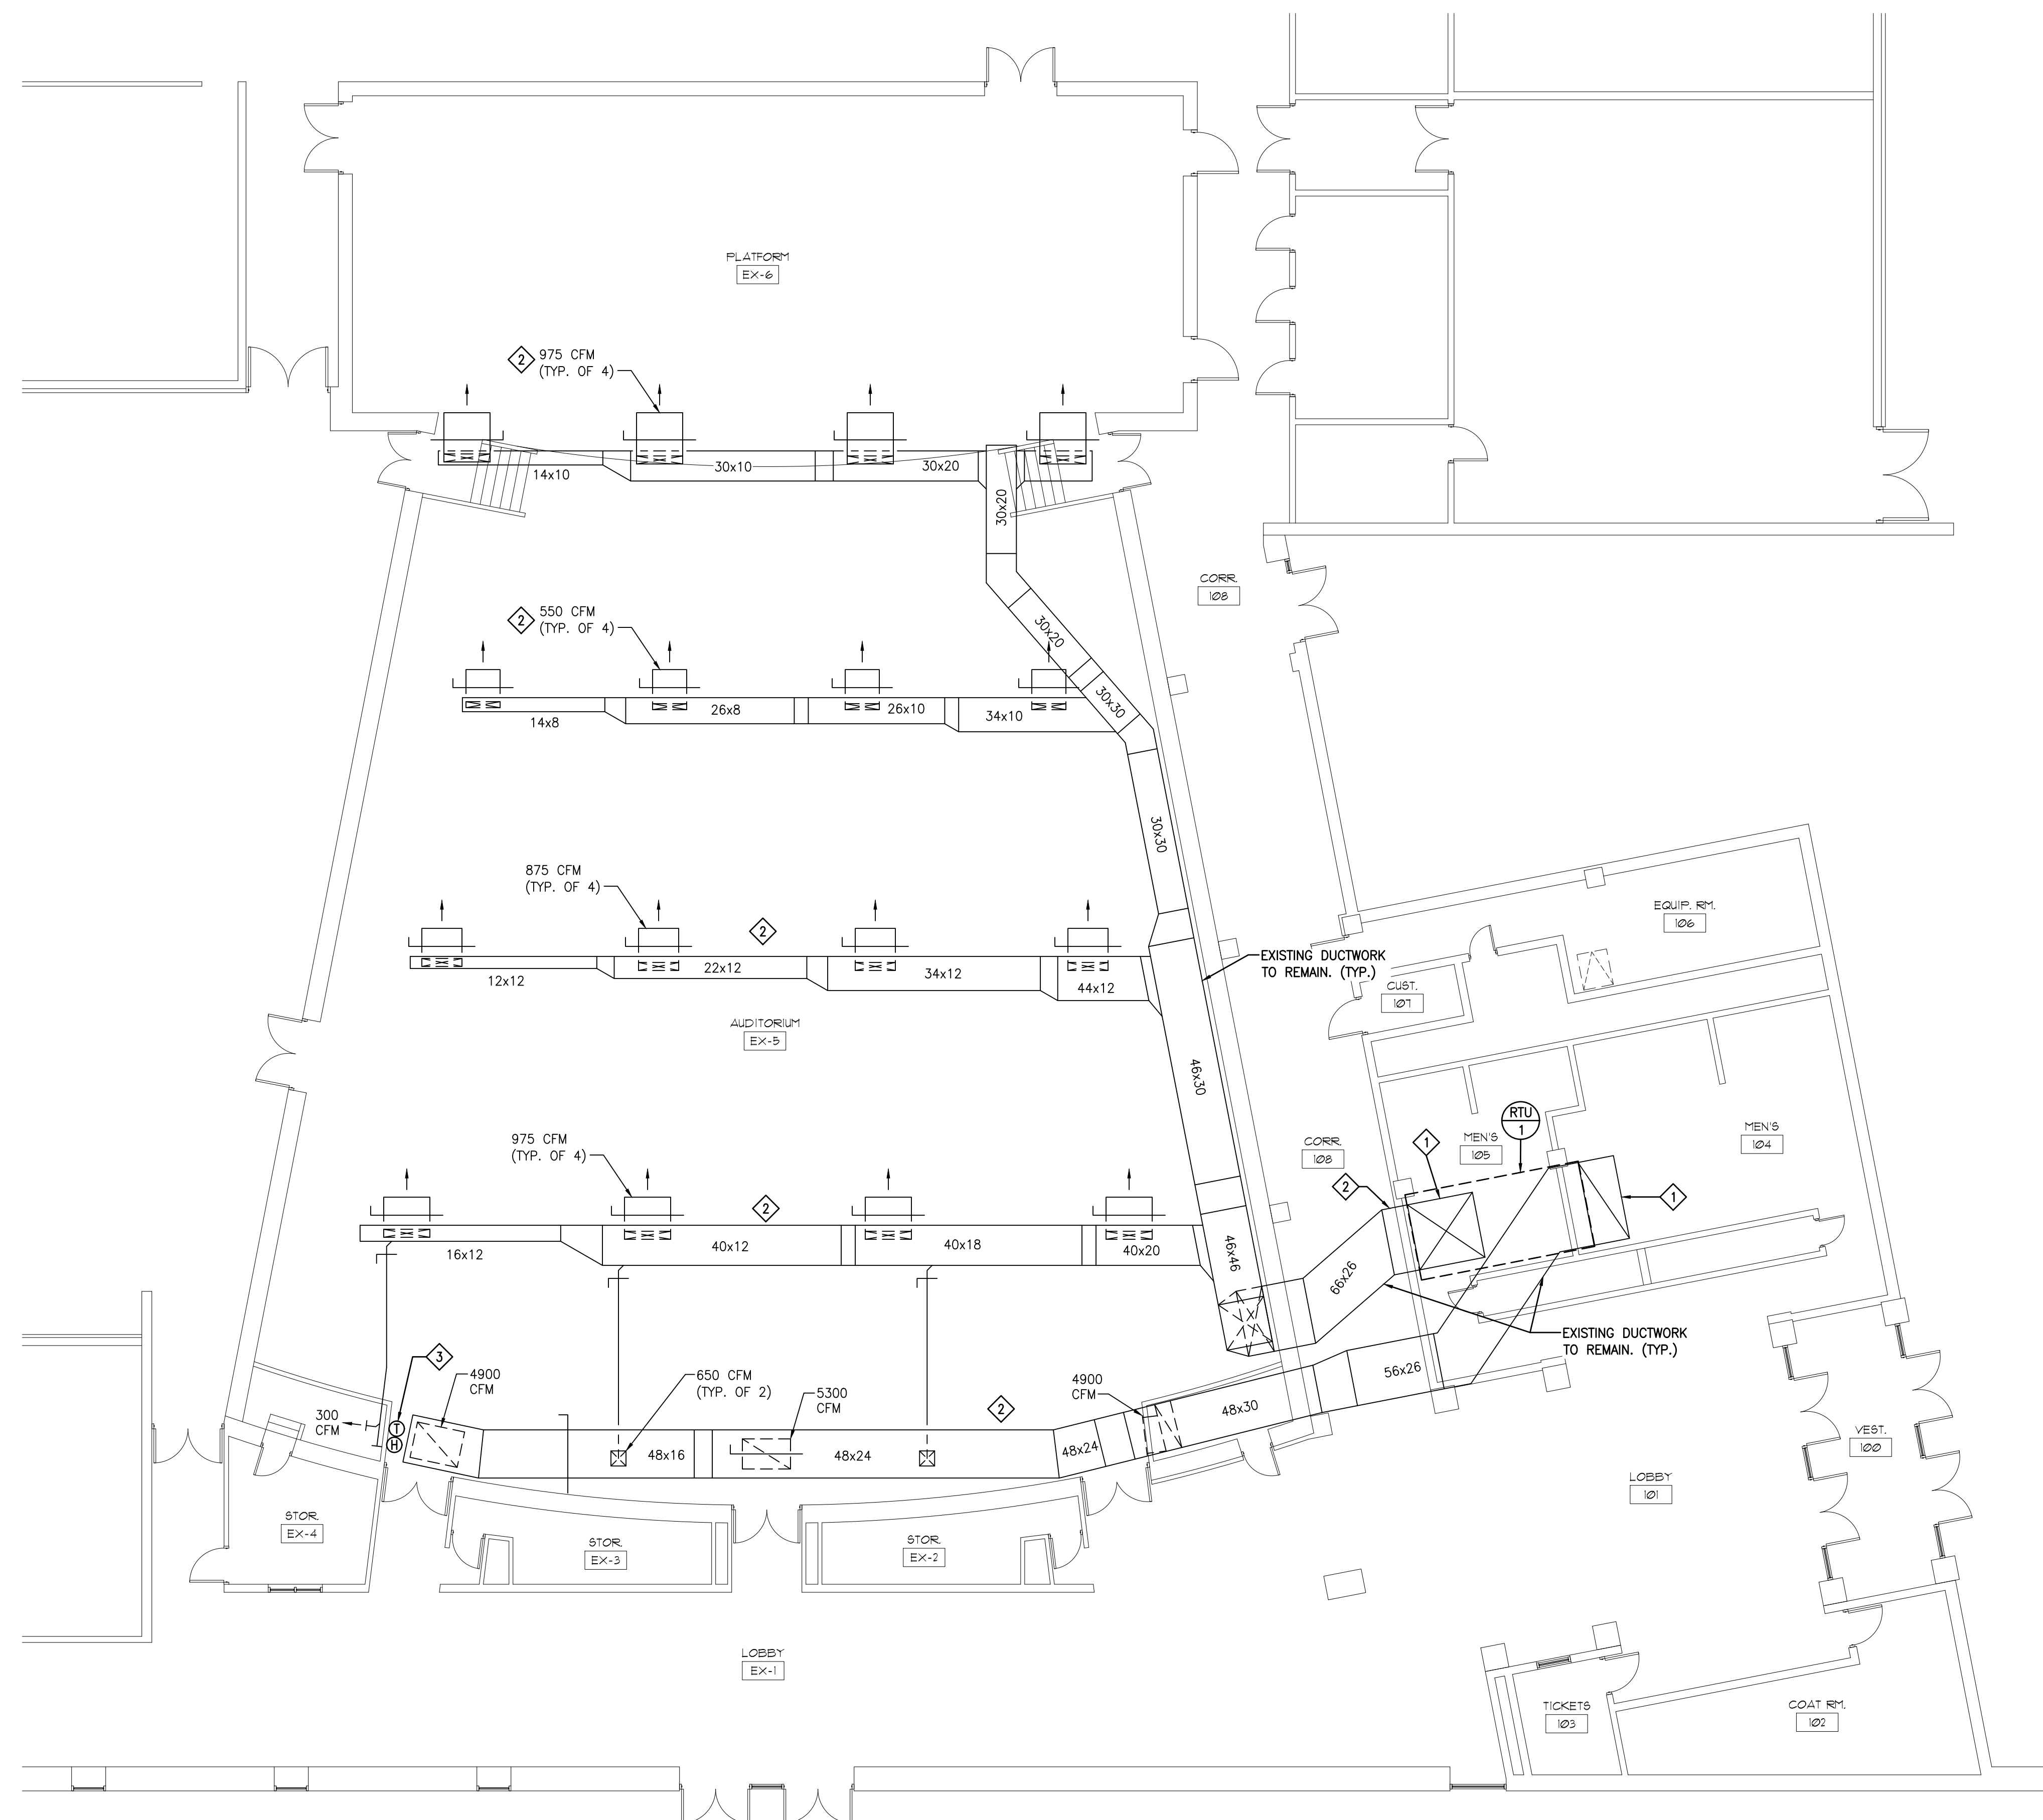 PLATFORM
EX-6
2
975 CFM
(TYP. OF 4)
14x10
30x10
30x20
30x20
CORR.
108
2
550 CFM
(TYP. OF 4)
30x20
30x30
14x8
26x8
26x10
34x10
30x30
875 CFM
(TYP. OF 4)
2
EQUIP. RM.
106
EXISTING DUCTWORK
TO REMAIN. (TYP.)
12x12
22x12
34x12
44x12
CUST.
107
AUDITORIUM
EX-5
46x30
RTU
1
975 CFM
(TYP. OF 4)
CORR.
108
1
MEN'S
105
MEN'S
104
2
2
1
16x12
40x12
40x18
40x20
46x46
66x26
EXISTING DUCTWORK
TO REMAIN. (TYP.)
3
4900
CFM
650 CFM
(TYP. OF 2)
5300
CFM
4900
CFM
56x26
300
CFM
T
H
2
48x30
48x16
48x24
48x24
VEST.
100
LOBBY
101
STOR.
EX-4
STOR.
EX-3
STOR.
EX-2
LOBBY
EX-1
TICKETS
103
COAT RM.
102